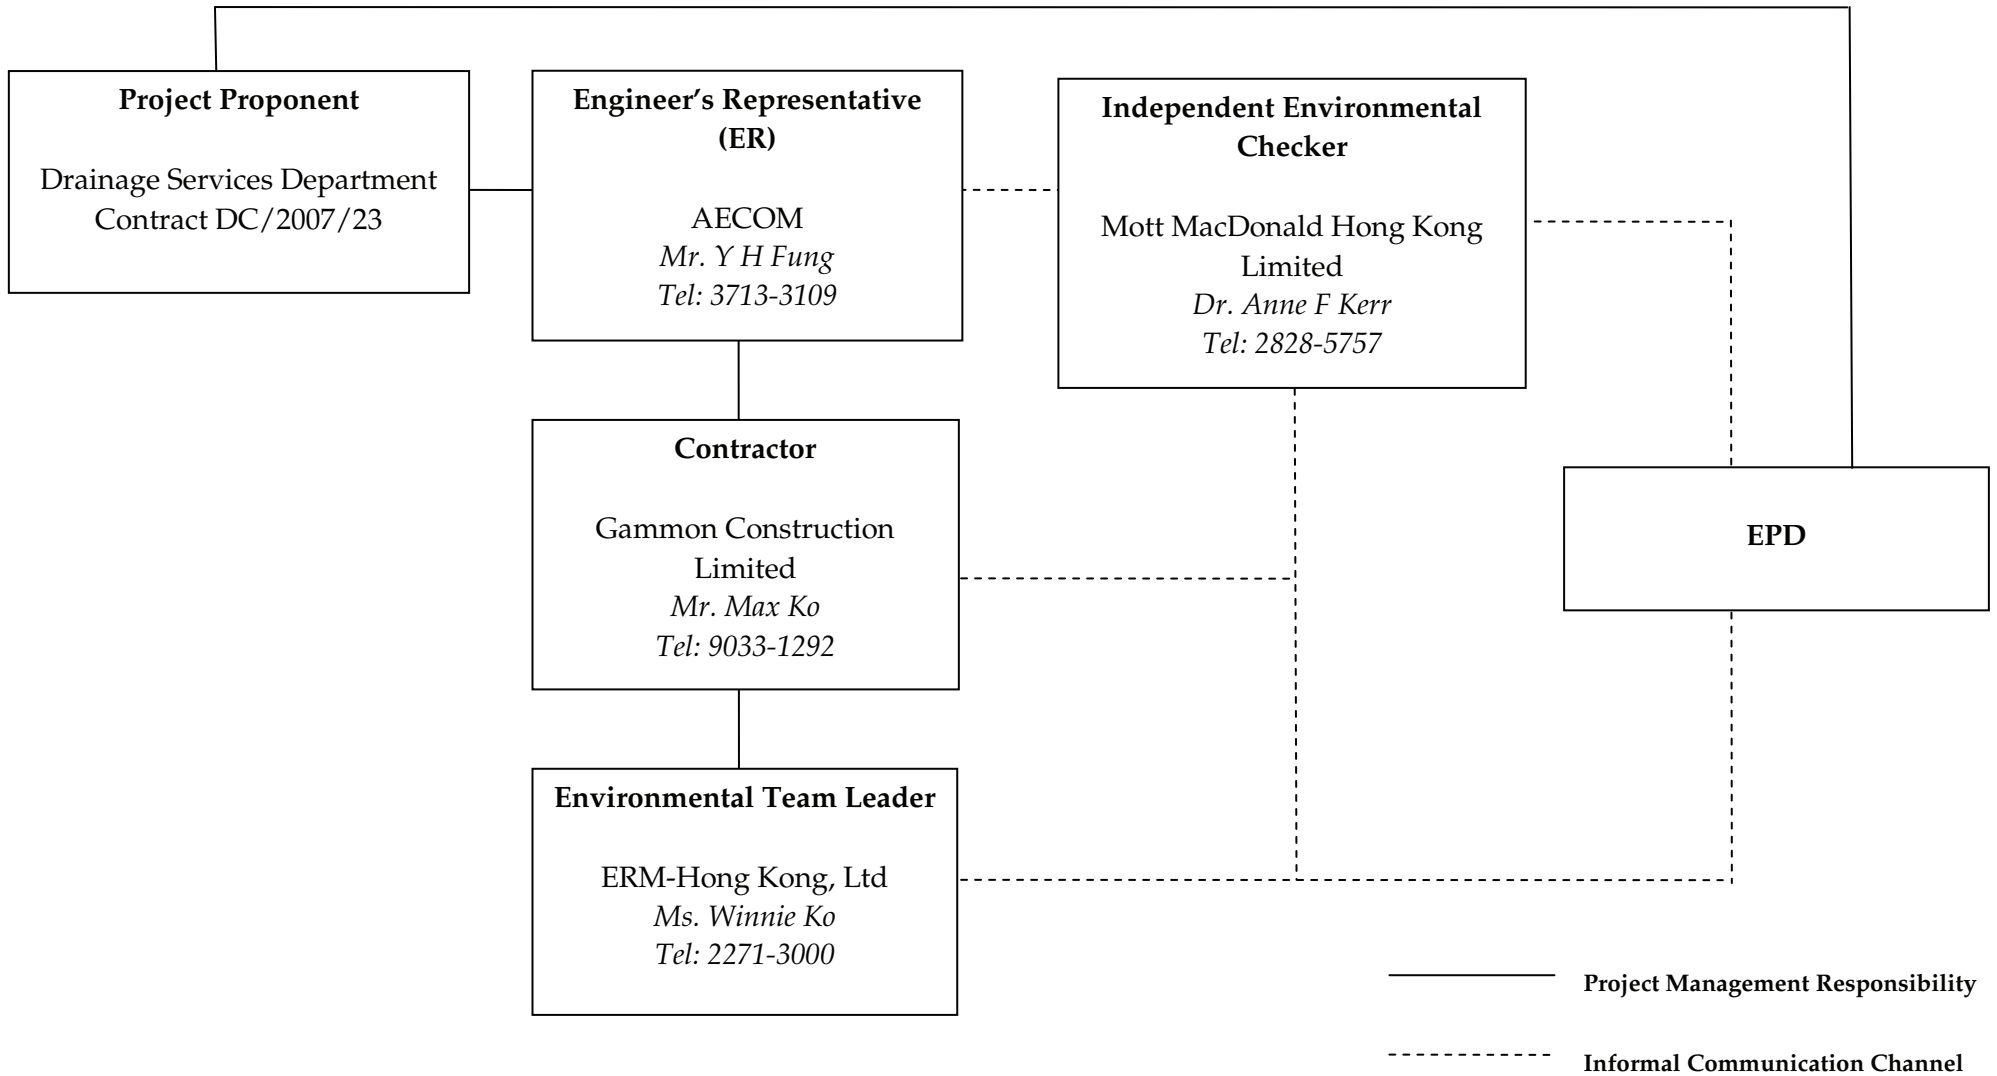 Project Proponent
Drainage Services Department
Contract DC/2007/23
Engineer’s Representative
(ER)
AECOM
Mr. Y H Fung
Tel: 3713-3109
Independent Environmental
Checker
Mott MacDonald Hong Kong
Limited
Dr. Anne F Kerr
Tel: 2828-5757
Contractor
Gammon Construction
Limited
Mr. Max Ko
Tel: 9033-1292
EPD
Environmental Team Leader
ERM-Hong Kong, Ltd
Ms. Winnie Ko
Tel: 2271-3000
Project Management Responsibility
Informal Communication Channel